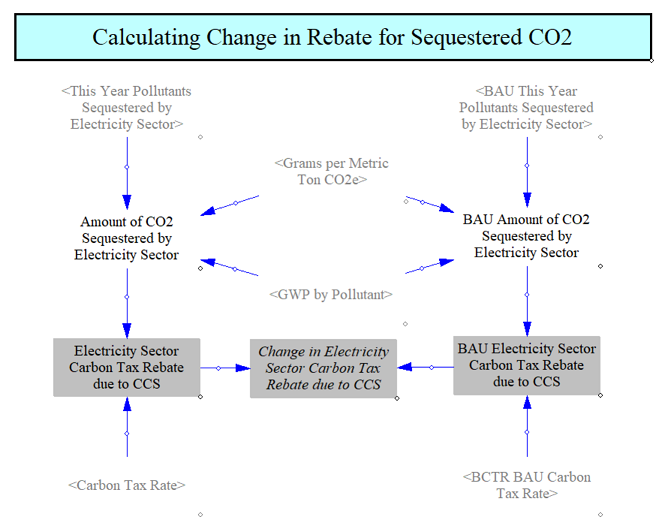 Calculating Change in Rebate for Sequestered CO2
<This Year Pollutants
Sequestered by
Electricity Sector>
<BAU This Year
Pollutants Sequestered
by Electricity Sector>
<Grams per Metric
Ton CO2e>
Amount of CO2
Sequestered by
Electricity Sector
BAU Amount of CO2
Sequestered by
Electricity Sector
<GWP by Pollutant>
Electricity Sector
Carbon Tax Rebate
due to CCS
Change in Electricity
Sector Carbon Tax
Rebate due to CCS
BAU Electricity Sector
Carbon Tax Rebate
due to CCS
<Carbon Tax Rate>
<BCTR BAU Carbon
Tax Rate>